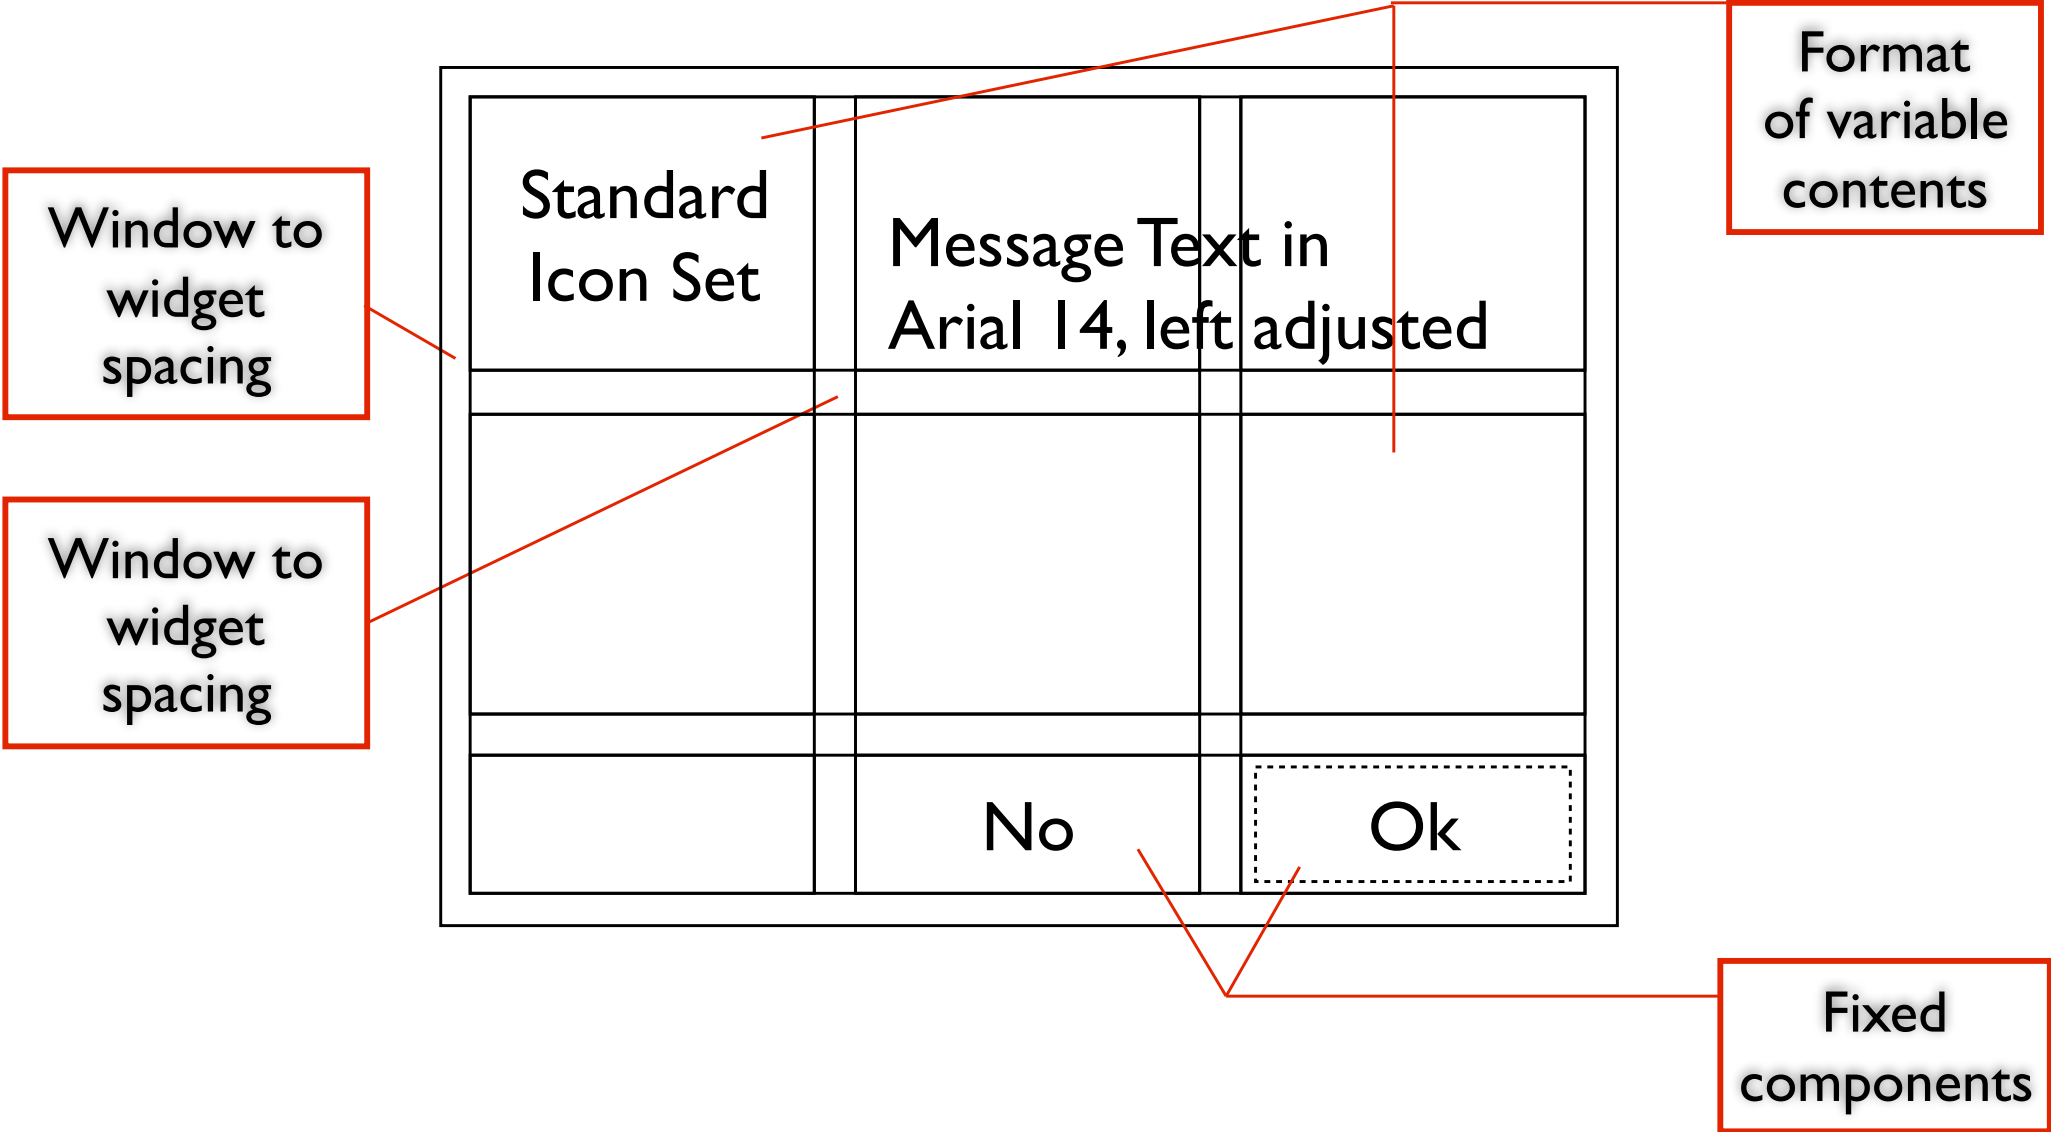 Format
of variable
contents
Window to
widget
spacing
Standard
Icon Set
Message Text in
Arial 14, left adjusted
Window to
widget
spacing
No
Ok
Fixed
components